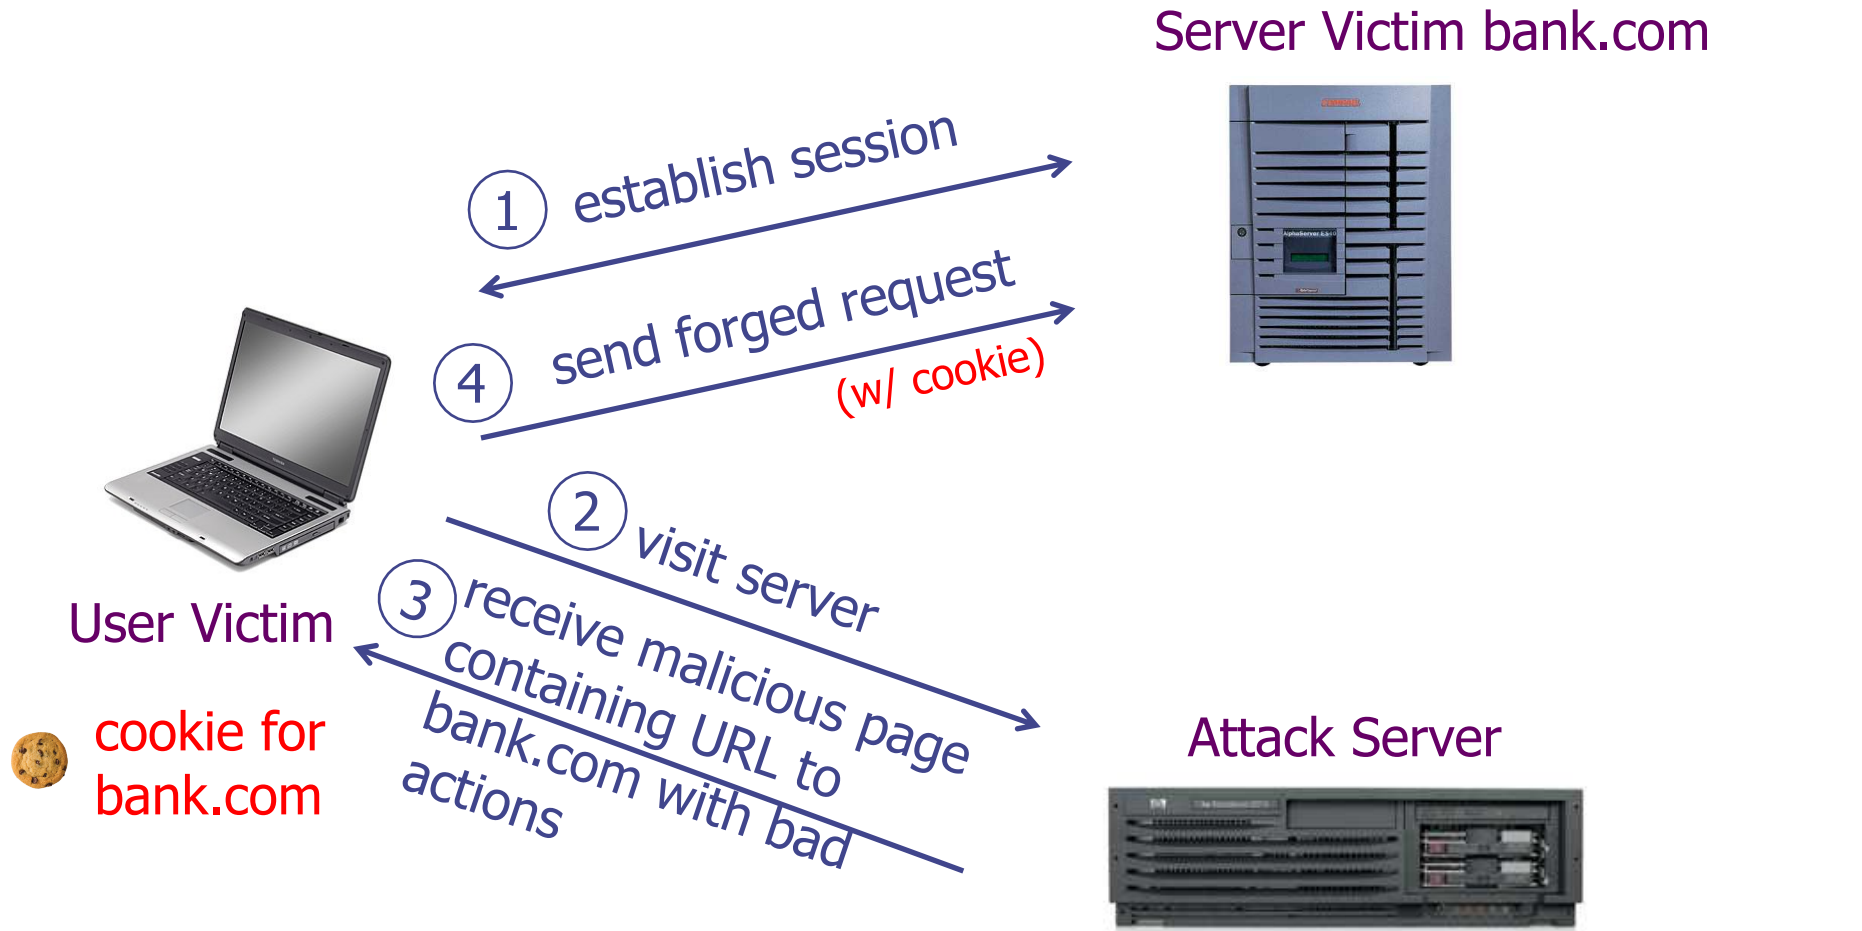 Server Victim bank.com
1
establish session
4
send forged request
(w/ cookie)
2
visit server
3
receive malicious page
containing URL to
bank.com with bad
actions
User Victim
cookie for
bank.com
Attack Server